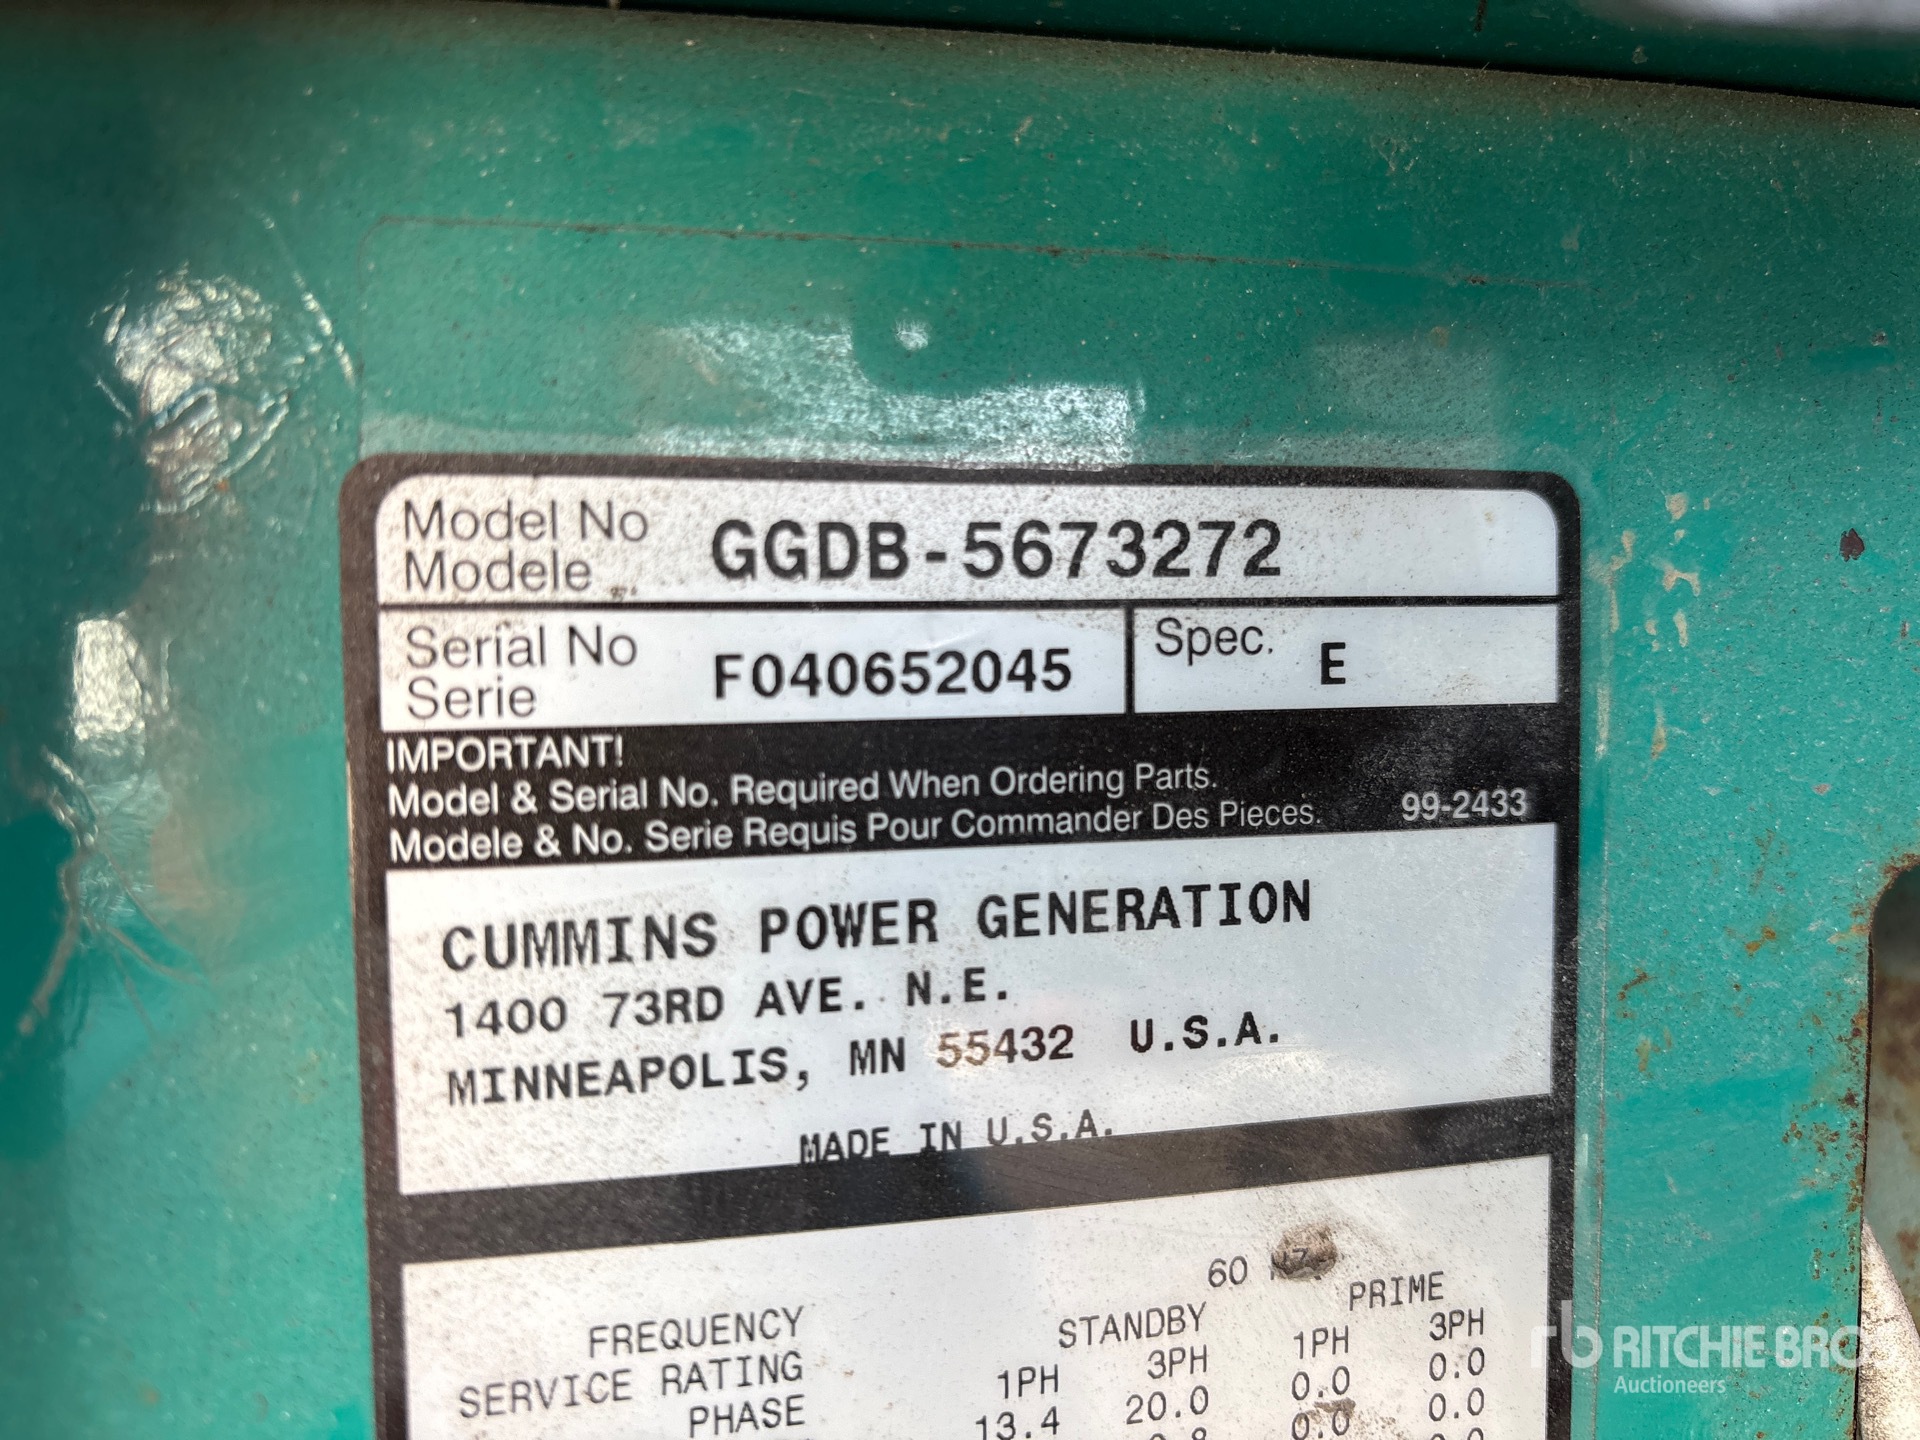 Model No
Modele
GGDB-5673272
Serial No
Serie
F040652045
Spec.
E
IMPORTANT!
Model & Serial No. Required When Ordering Parts.
Modele & No. Serie Requis Pour Commander Des Pieces.
99-2433
CUMMINS POWER GENERATION
1400 73RD AVE. N.E.
MINNEAPOLIS, MN 55432 U.S.A.
MADE IN U.S.A.
FREQUENCY 60
SERVICE RATING STANDBY PRIME
PHASE 1PH 3PH 1PH 3PH
13.4 20.0 0.0 0.0
0.0 0.0
rb RITCHIE BRO
Auctioneers